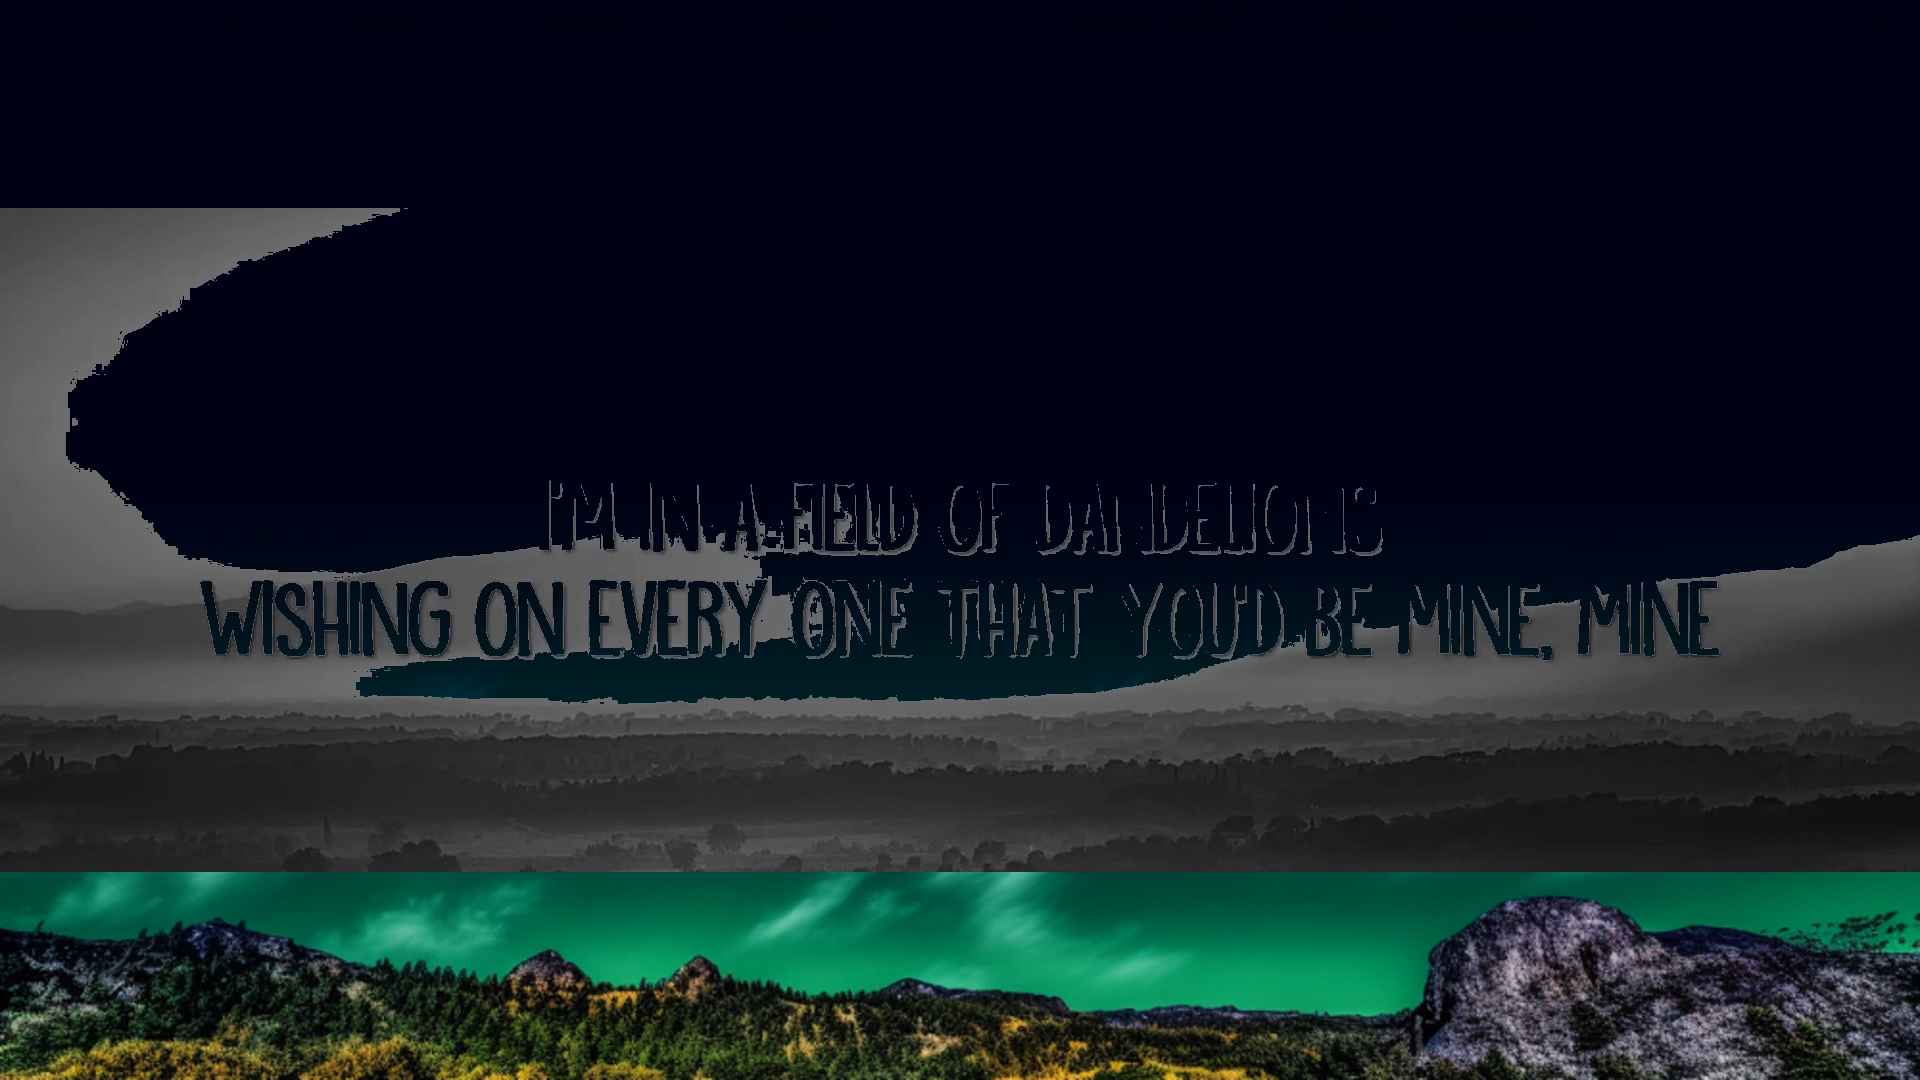 I'M IN A FIELD OF DANDELIONS
WISHING ON EVERY ONE THAT YOU'D BE MINE, MINE